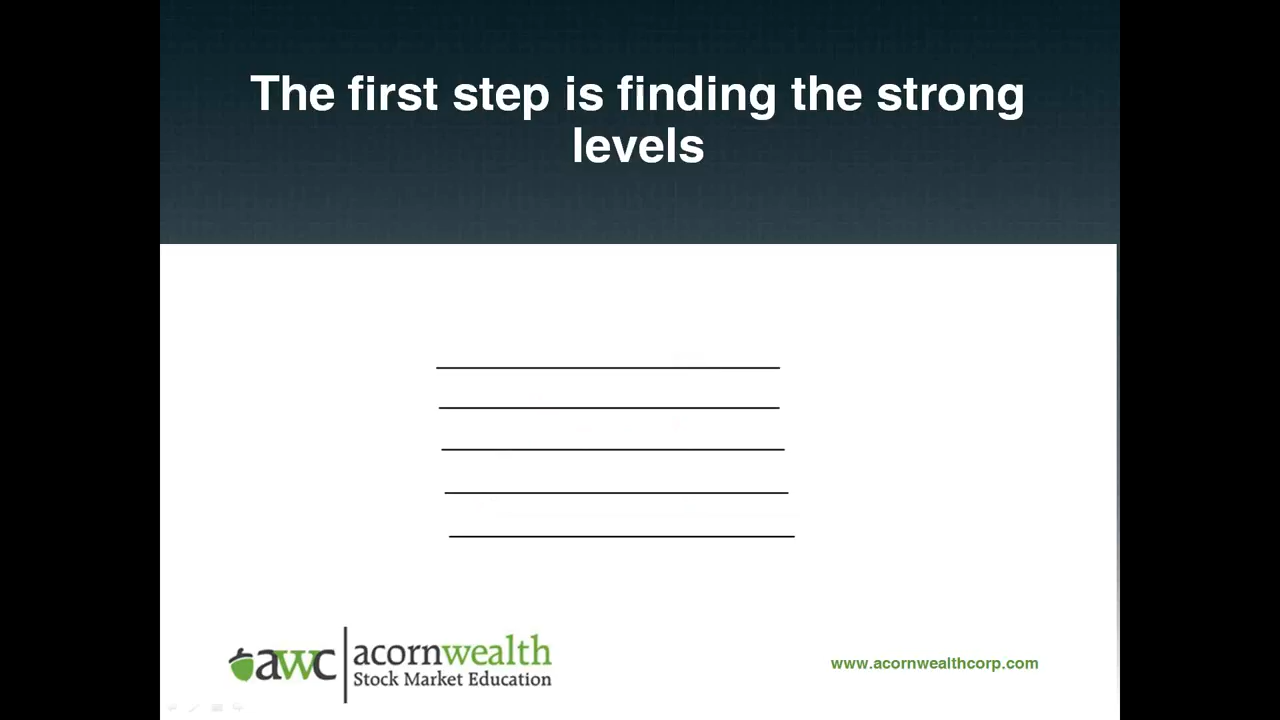 The first step is finding the strong
levels
awc
acornwealth
Stock Market Education
www.acornwealthcorp.com